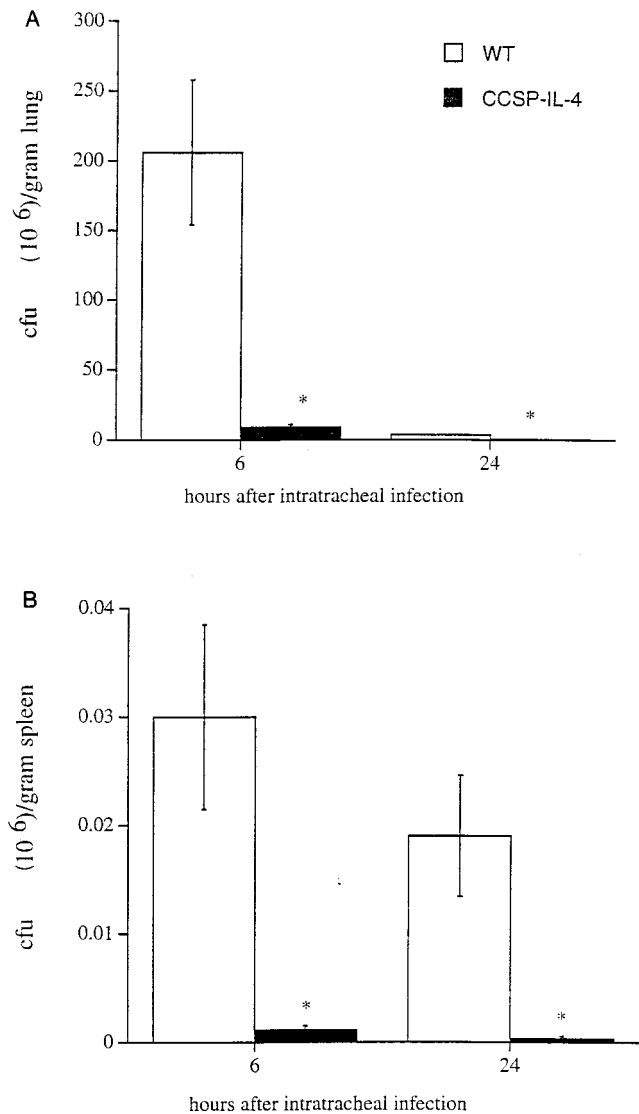 A
300
250
200
150
100
50
0
cfu (10 6)/gram lung
WT
CCSP-IL-4
*
*
6
24
hours after intratracheal infection
B
0.04
0.03
0.02
0.01
0
cfu (10 6)/gram spleen
*
*
6
24
hours after intratracheal infection